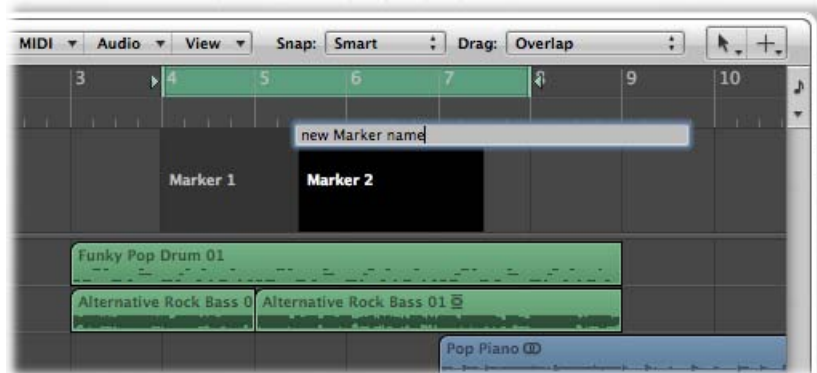 MIDI Audio View Snap: Smart Drag: Overlap
3 4 5 6 7 8 9 10
new Marker name
Marker 1 Marker 2
Funky Pop Drum 01
Alternative Rock Bass 0 Alternative Rock Bass 01
Pop Piano